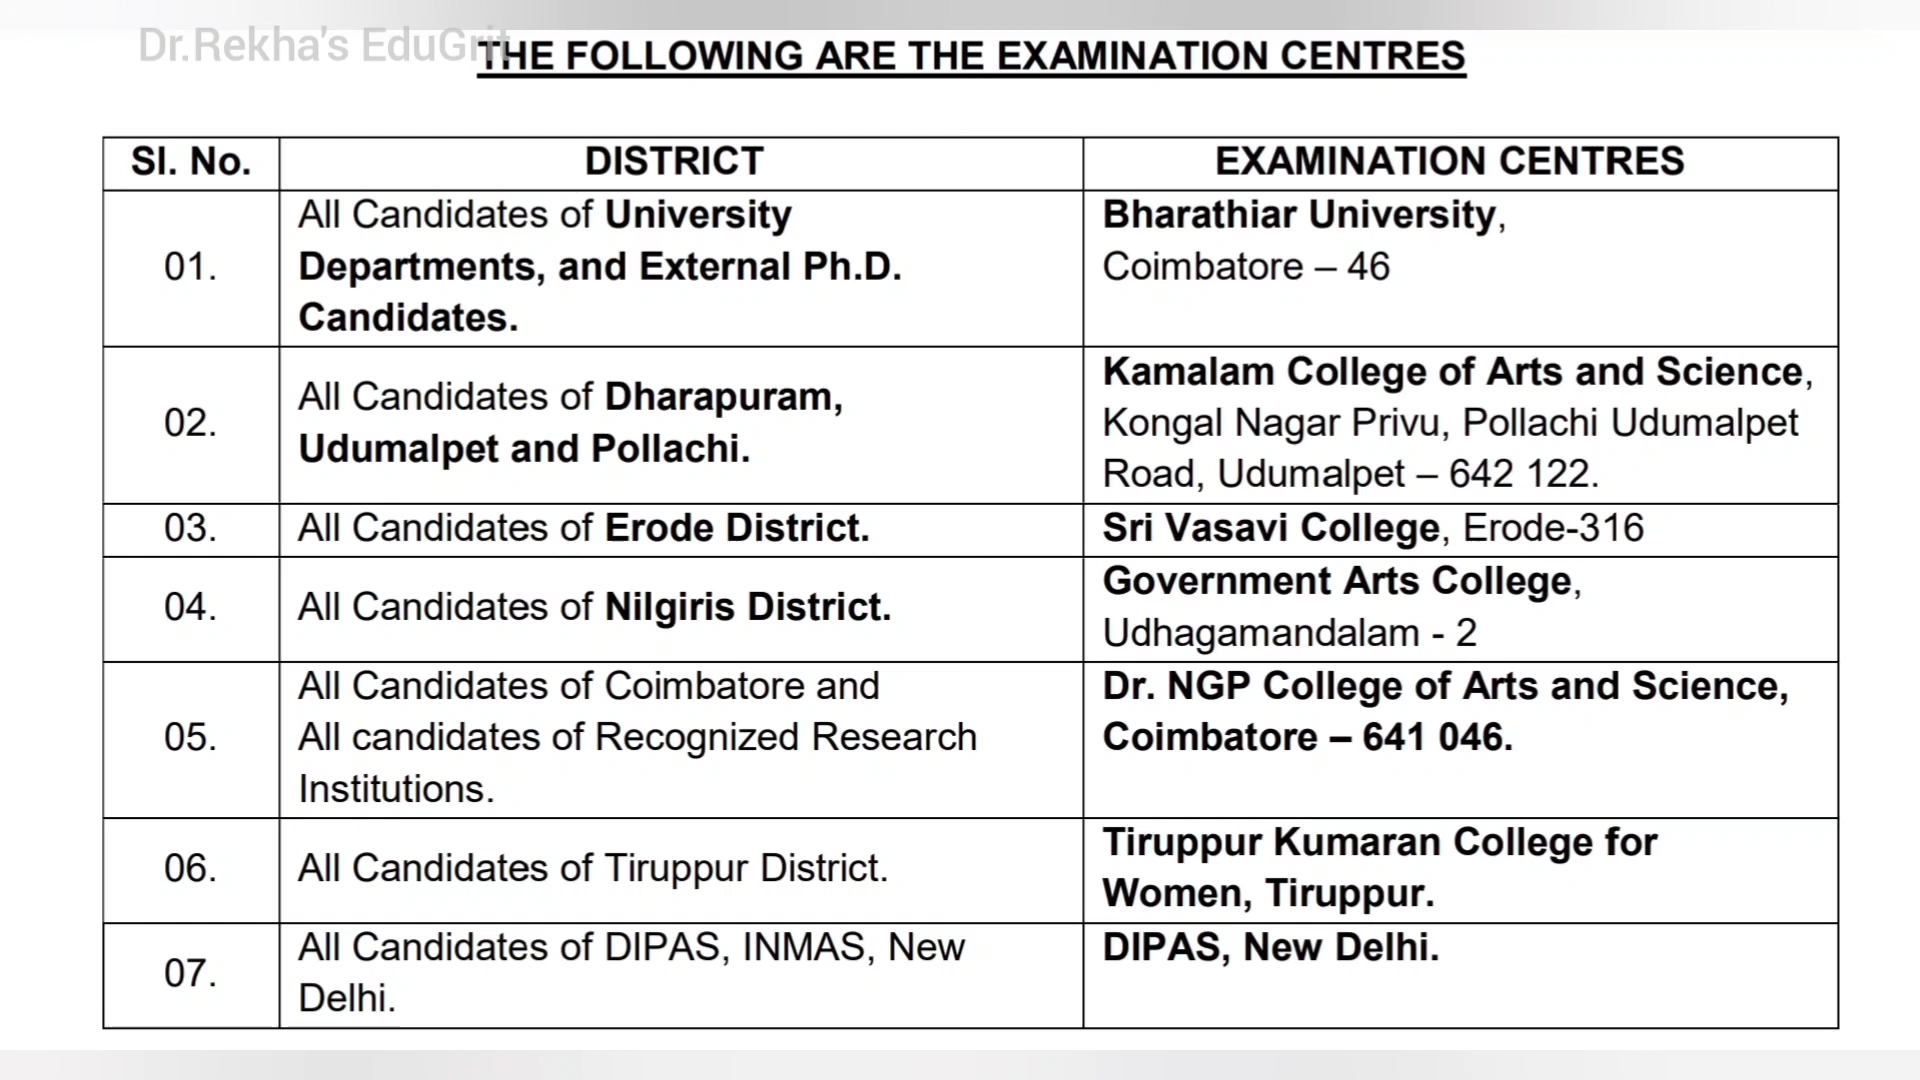 Dr.Rekha's EduGrit
THE FOLLOWING ARE THE EXAMINATION CENTRES
Sl. No.
DISTRICT
EXAMINATION CENTRES
01.
All Candidates of University
Departments, and External Ph.D.
Candidates.
Bharathiar University,
Coimbatore – 46
02.
All Candidates of Dharapuram,
Udumalpet and Pollachi.
Kamalam College of Arts and Science,
Kongal Nagar Privu, Pollachi Udumalpet
Road, Udumalpet – 642 122.
03.
All Candidates of Erode District.
Sri Vasavi College, Erode-316
04.
All Candidates of Nilgiris District.
Government Arts College,
Udhagamandalam - 2
05.
All Candidates of Coimbatore and
All candidates of Recognized Research
Institutions.
Dr. NGP College of Arts and Science,
Coimbatore – 641 046.
06.
All Candidates of Tiruppur District.
Tiruppur Kumaran College for
Women, Tiruppur.
07.
All Candidates of DIPAS, INMAS, New
Delhi.
DIPAS, New Delhi.